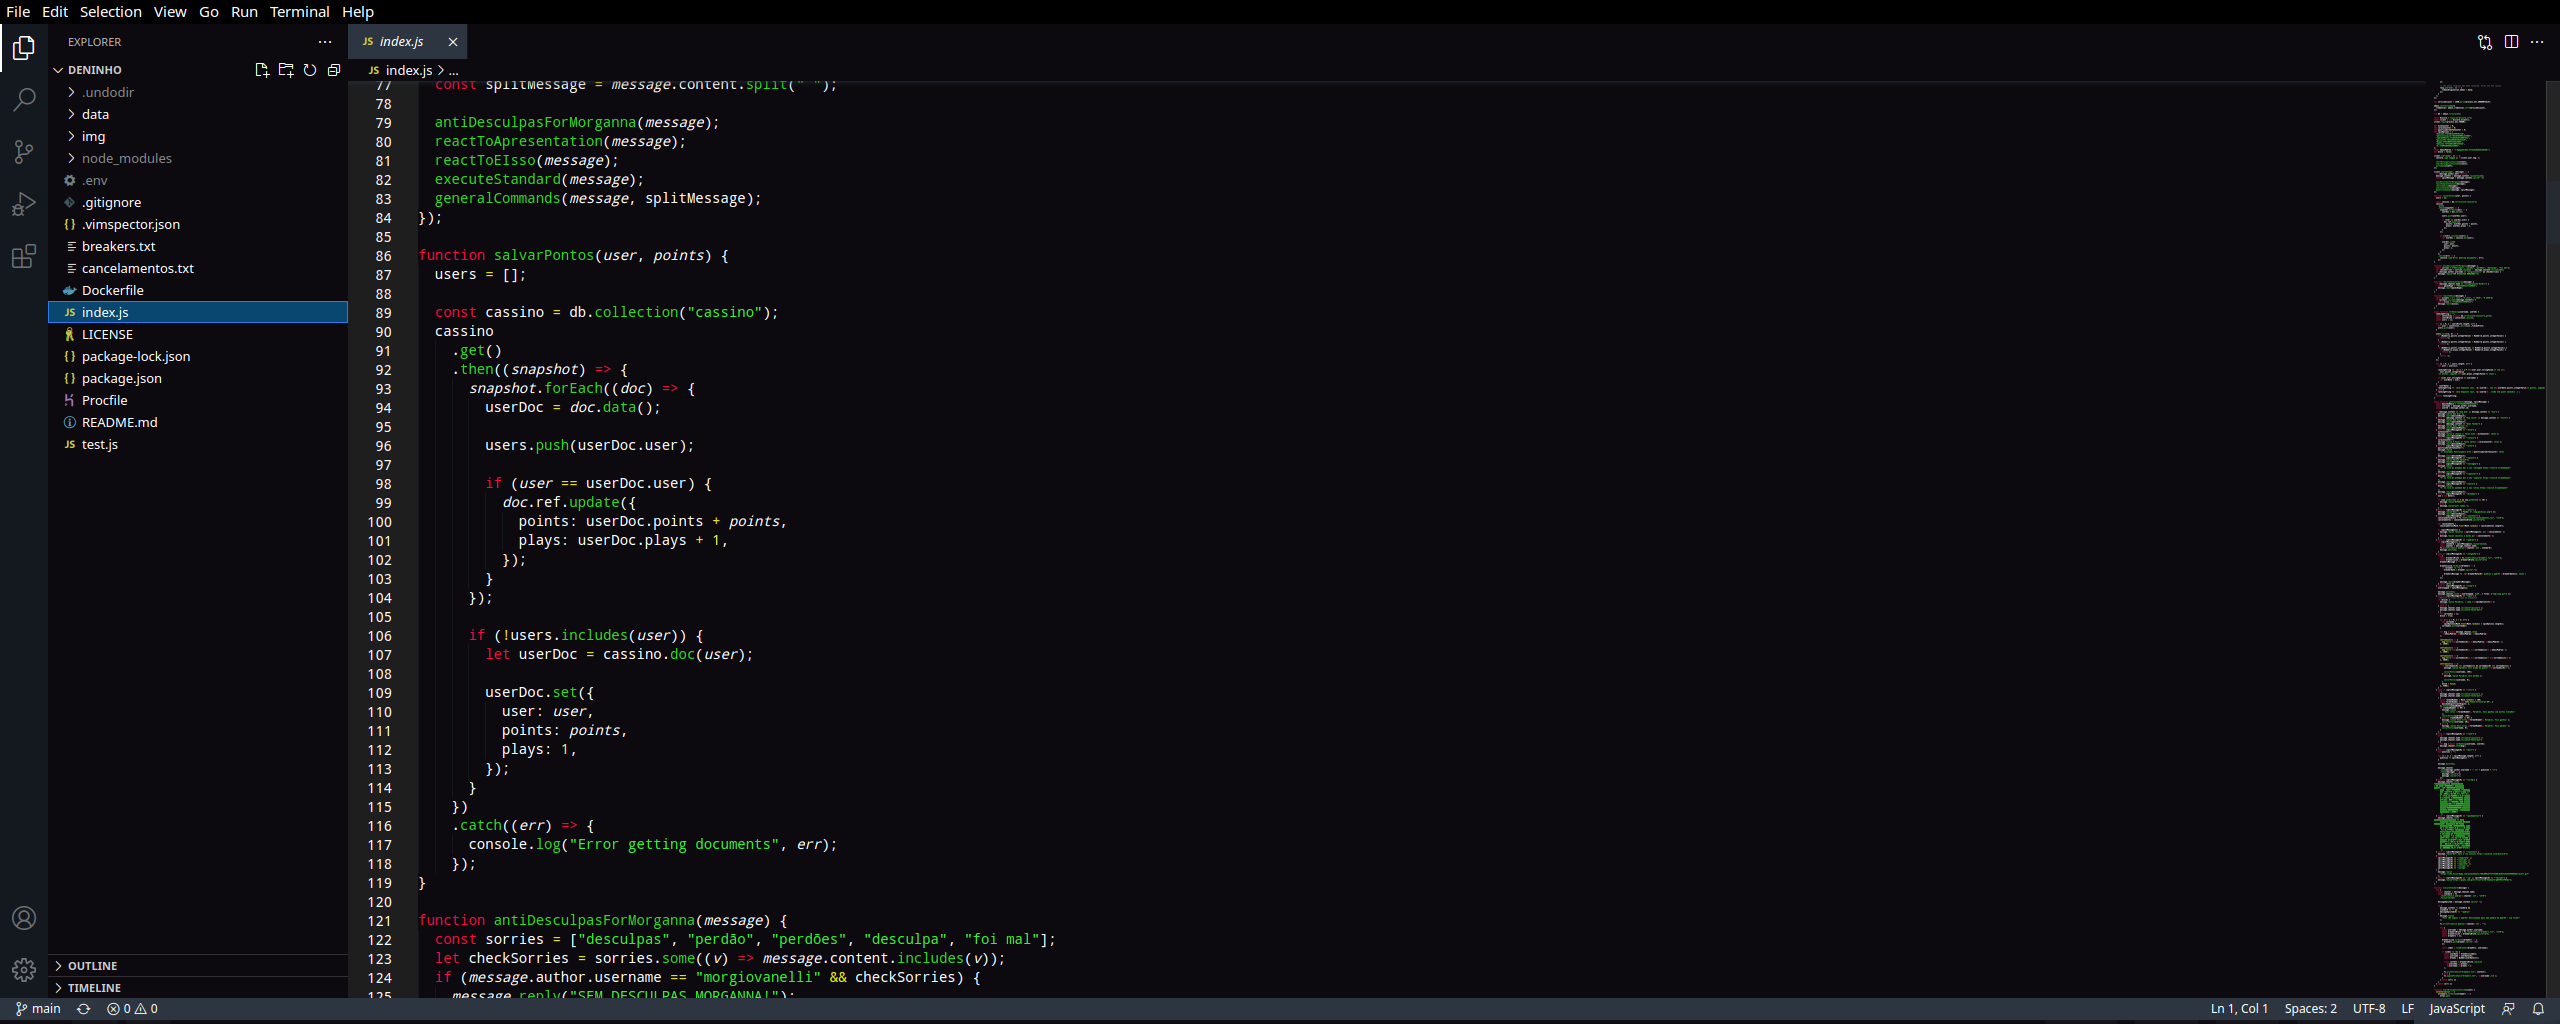 File Edit Selection View Go Run Terminal Help
EXPLORER
DENINHO
.undodir
data
img
node_modules
.env
.gitignore
.vimspector.json
breakers.txt
cancelamentos.txt
Dockerfile
index.js
LICENSE
package-lock.json
package.json
Procfile
README.md
test.js
OUTLINE
TIMELINE
JS index.js
JS index.js > ...
77 const splitMessage = message.content.split(" ");
78
79 antiDesculpasForMorganna(message);
80 reactToApresentation(message);
81 reactToEIsso(message);
82 executeStandard(message);
83 generalCommands(message, splitMessage);
84 });
85
86 function salvarPontos(user, points) {
87 users = [];
88
89 const cassino = db.collection("cassino");
90 cassino
91 .get()
92 .then((snapshot) => {
93 snapshot.forEach((doc) => {
94 userDoc = doc.data();
95
96 users.push(userDoc.user);
97
98 if (user == userDoc.user) {
99 doc.ref.update({
100 points: userDoc.points + points,
101 plays: userDoc.plays + 1,
102 });
103 }
104 });
105
106 if (!users.includes(user)) {
107 let userDoc = cassino.doc(user);
108
109 userDoc.set({
110 user: user,
111 points: points,
112 plays: 1,
113 });
114 }
115 })
116 .catch((err) => {
117 console.log("Error getting documents", err);
118 });
119 }
120
121 function antiDesculpasForMorganna(message) {
122 const sorries = ["desculpas", "perdão", "perdões", "desculpa", "foi mal"];
123 let checkSorries = sorries.some((v) => message.content.includes(v));
124 if (message.author.username == "morgiovanelli" && checkSorries) {
125 message.reply("SEM DESCULPAS MORGANNA!");
main 0 0 Ln 1, Col 1 Spaces: 2 UTF-8 LF JavaScript